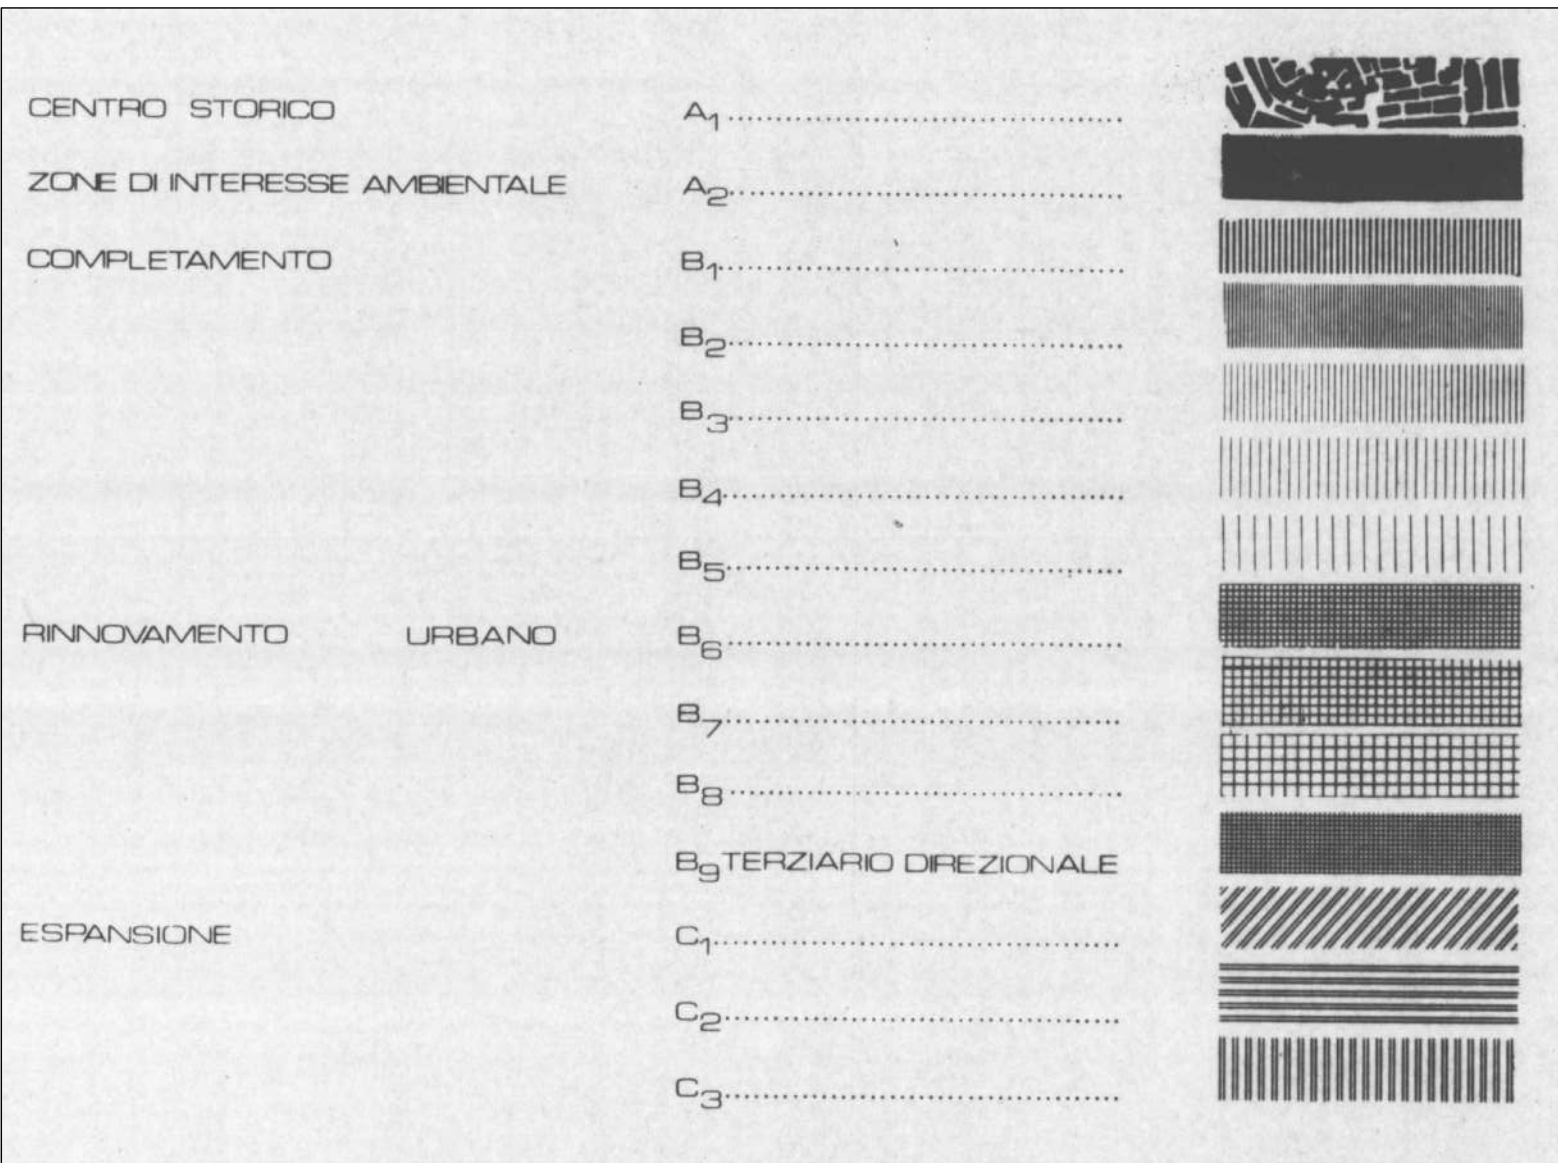 CENTRO STORICO A1
ZONE DI INTERESSE AMBIENTALE A2
COMPLETAMENTO B1
B2
B3
B4
B5
RINNOVAMENTO URBANO B6
B7
B8
B9 TERZIARIO DIREZIONALE
ESPANSIONE C1
C2
C3